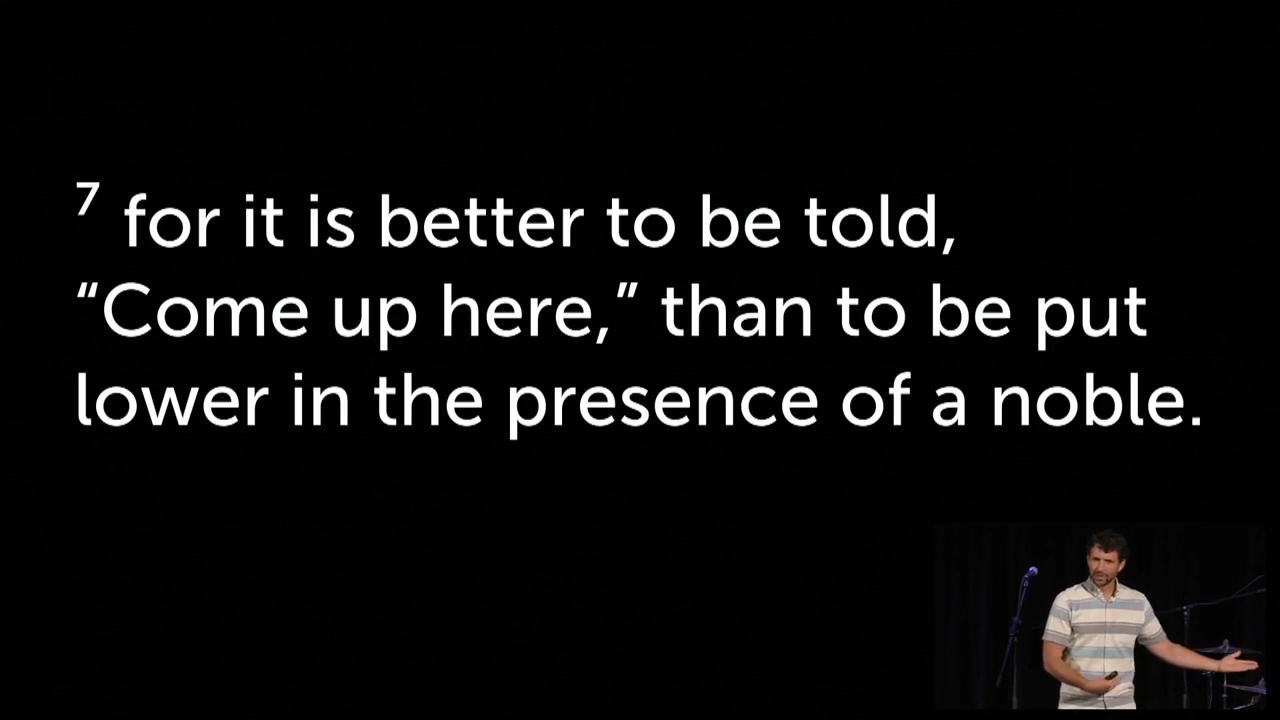 7 for it is better to be told,
“Come up here,” than to be put
lower in the presence of a noble.